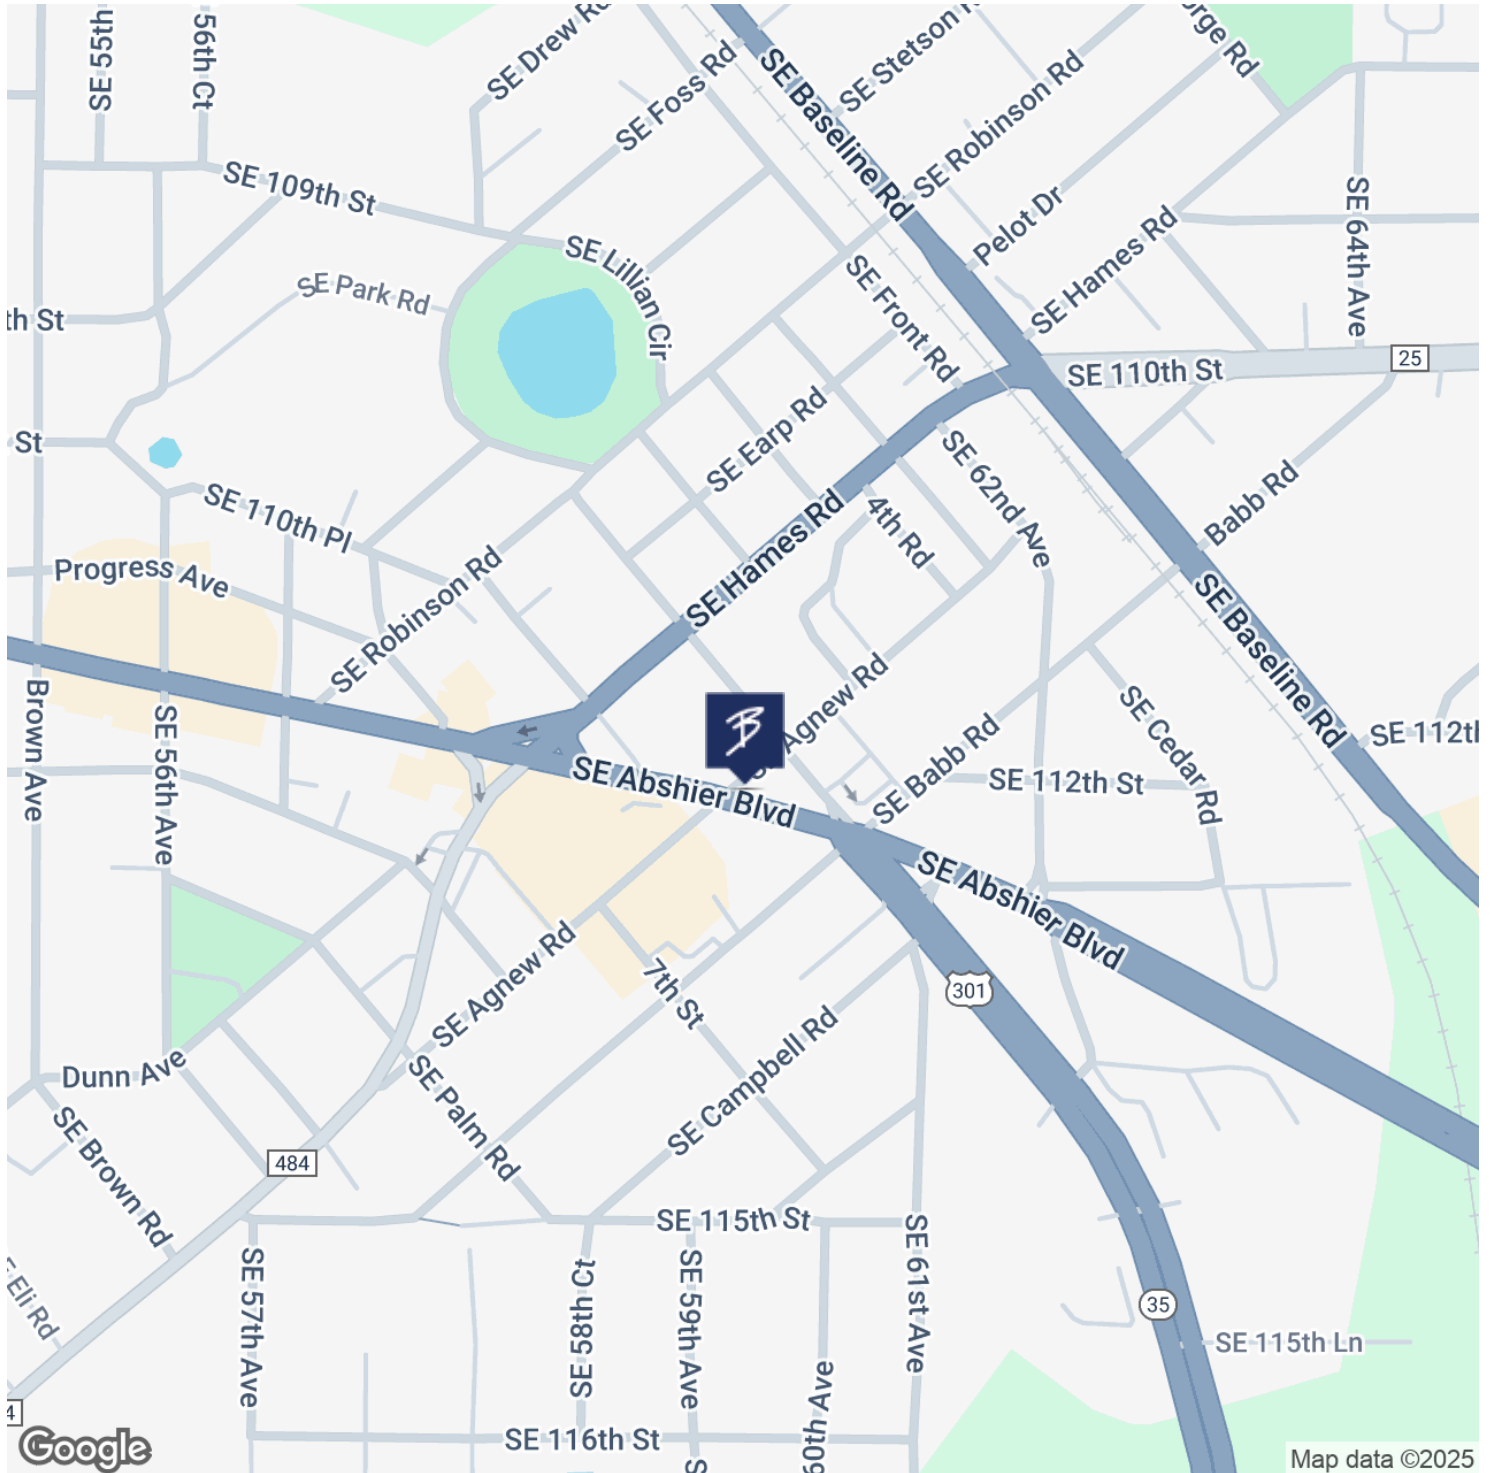 SE 55th
56th Ct
SE Drew Rd
SE Foss Rd
SE Baseline Rd
SE Stetson
SE Robinson Rd
orge Rd
SE 109th St
SE Lillian Cir
SE Park Rd
Pelot Dr
SE Hames Rd
SE 64th Ave
th St
SE Front Rd
SE 110th St
25
St
SE Earp Rd
SE 62nd Ave
SE 110th Pl
4th Rd
Babb Rd
Progress Ave
SE Hames Rd
SE Robinson Rd
SE Baseline Rd
Brown Ave
SE 56th Ave
B
Agnew Rd
SE Babb Rd
SE Cedar Rd
SE 112th
SE Abshier Blvd
SE 112th St
SE Abshier Blvd
SE Agnew Rd
7th St
301
Dunn Ave
SE Palm Rd
SE Campbell Rd
SE Brown Rd
484
SE 115th St
SE 61st Ave
Eli Rd
SE 57th Ave
SE 58th Ct
SE 59th Ave
35
SE 115th Ln
60th Ave
4
SE 116th St
S
Google
Map data ©2025